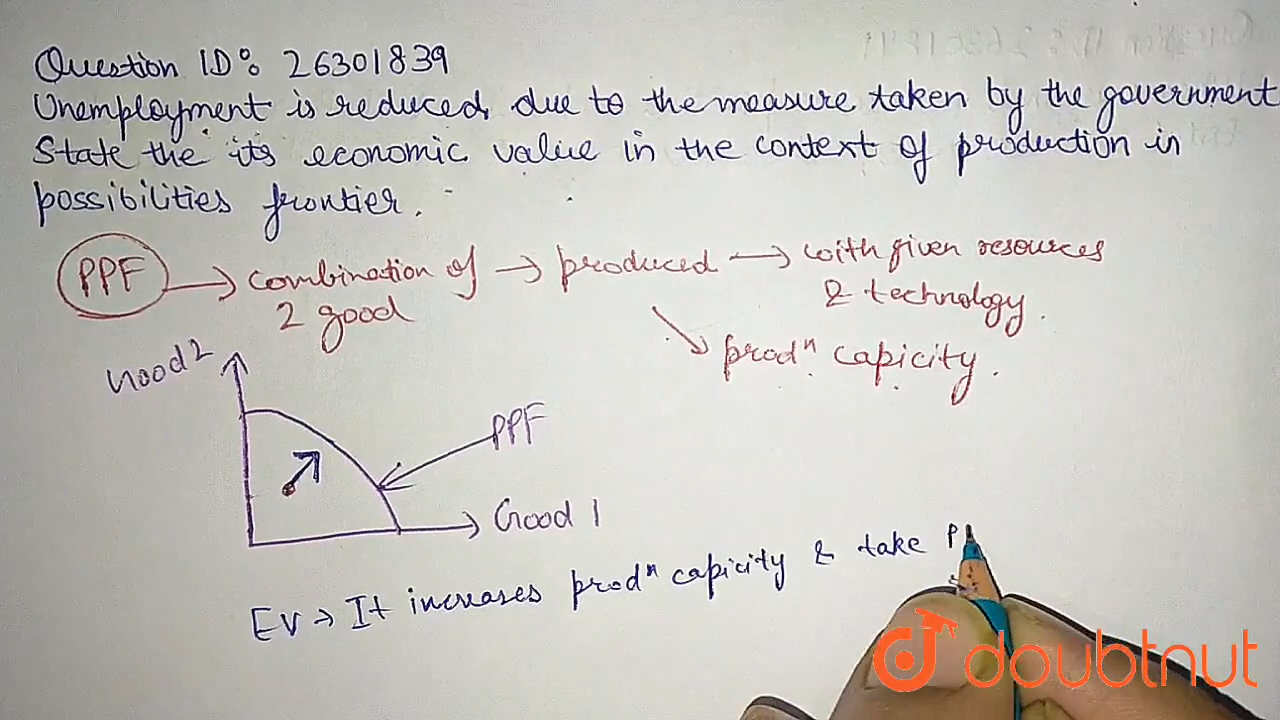 Question ID: 26301839
Unemployment is reduced, due to the measure taken by the government
State the its economic value in the context of production in
possibilities frontier.
PPF → combination of → produced → with given resources
2 good
& technology.
prodⁿ capicity.
Good 2
PPF
Good 1
EV → It increases prodⁿ capicity & take P
doubtnut